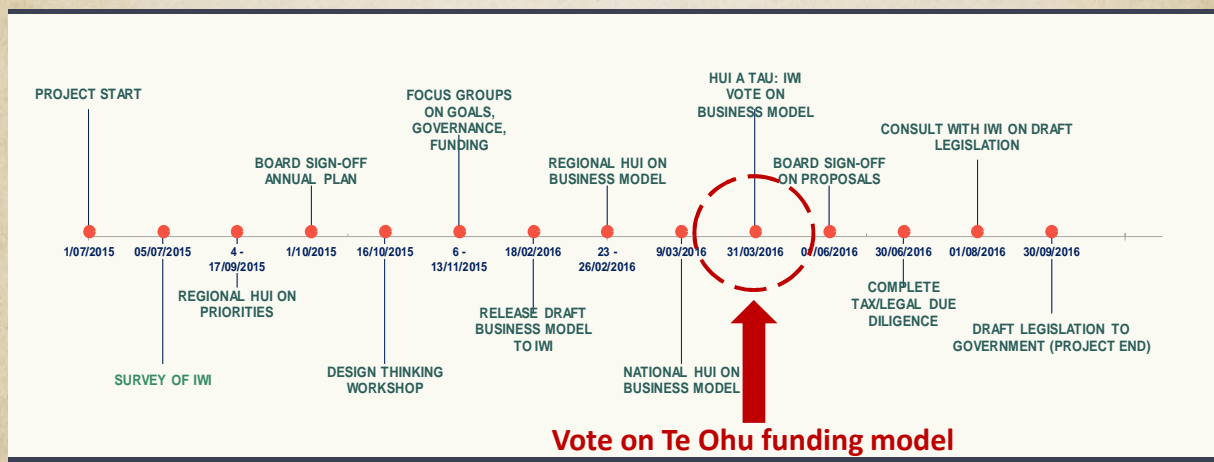 PROJECT START
FOCUS GROUPS
ON GOALS,
GOVERNANCE,
FUNDING
HUI A TAU: IWI
VOTE ON
BUSINESS MODEL
CONSULT WITH IWI ON DRAFT
LEGISLATION
BOARD SIGN-OFF
ANNUAL PLAN
REGIONAL HUI ON
BUSINESS MODEL
BOARD SIGN-OFF
ON PROPOSALS
1/07/2015
05/07/2015
4 -
17/09/2015
1/10/2015
16/10/2015
6 -
13/11/2015
18/02/2016
23 -
26/02/2016
9/03/2016
31/03/2016
/06/2016
30/06/2016
01/08/2016
30/09/2016
REGIONAL HUI ON
PRIORITIES
RELEASE DRAFT
BUSINESS MODEL
TO IWI
COMPLETE
TAX/LEGAL DUE
DILIGENCE
DRAFT LEGISLATION TO
GOVERNMENT (PROJECT END)
SURVEY OF IWI
DESIGN THINKING
WORKSHOP
NATIONAL HUI ON
BUSINESS MODEL
Vote on Te Ohu funding model